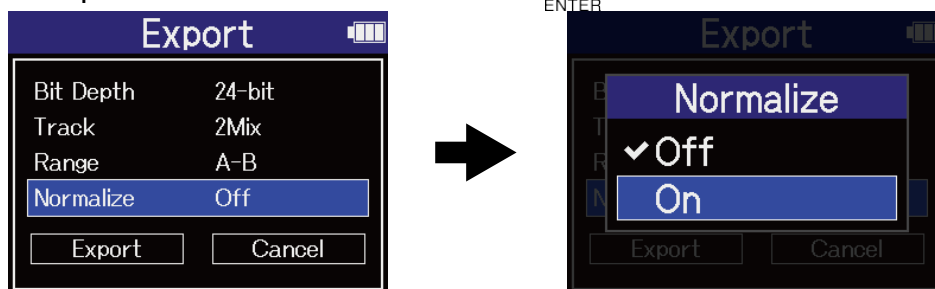 ENTER
Export
Bit Depth 24-bit
Track 2Mix
Range A-B
Normalize Off
Export Cancel
Export
Normalize
Off
On
Export Cancel